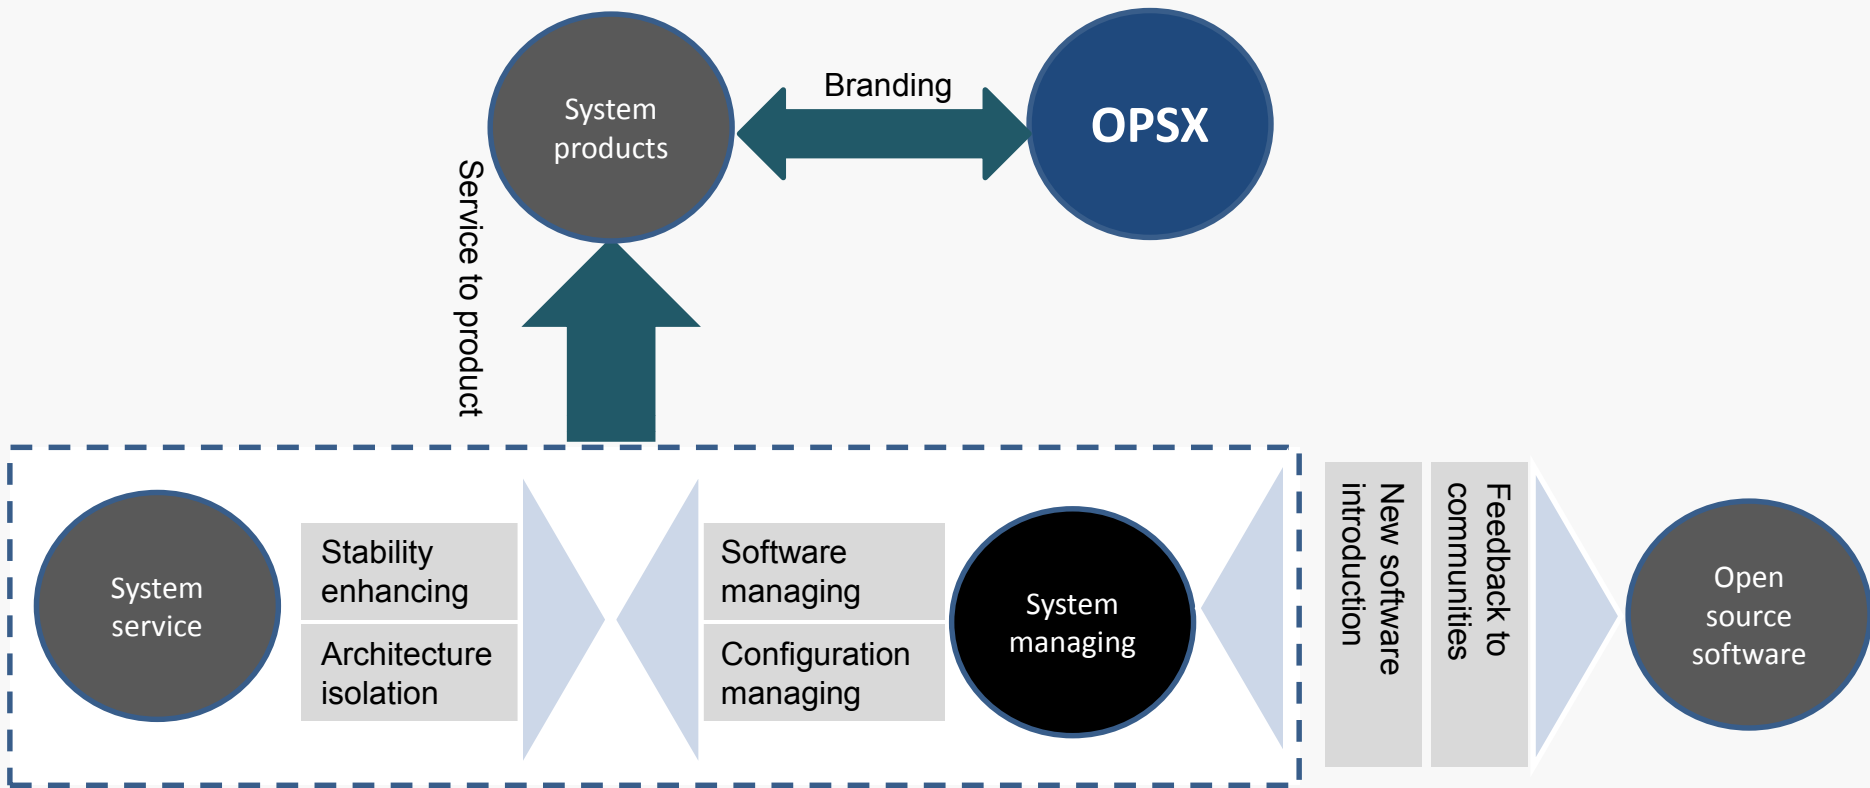 System
products
Branding
OPSX
Service to product
System
service
Stability
enhancing
Architecture
isolation
Software
managing
Configuration
managing
System
managing
New software
introduction
Feedback to
communities
Open
source
software